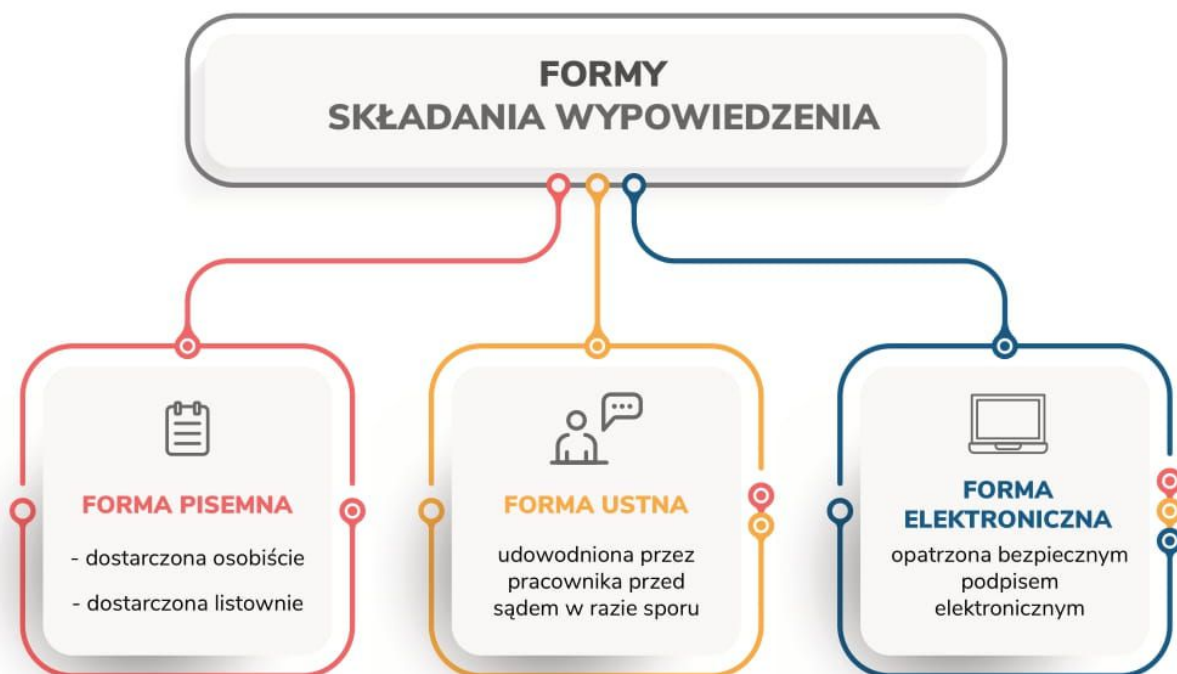 FORMY
SKŁADANIA WYPOWIEDZENIA
FORMA PISEMNA
- dostarczona osobiście
- dostarczona listownie
FORMA USTNA
udowodniona przez
pracownika przed
sądem w razie sporu
FORMA
ELEKTRONICZNA
opatrzona bezpiecznym
podpisem
elektronicznym